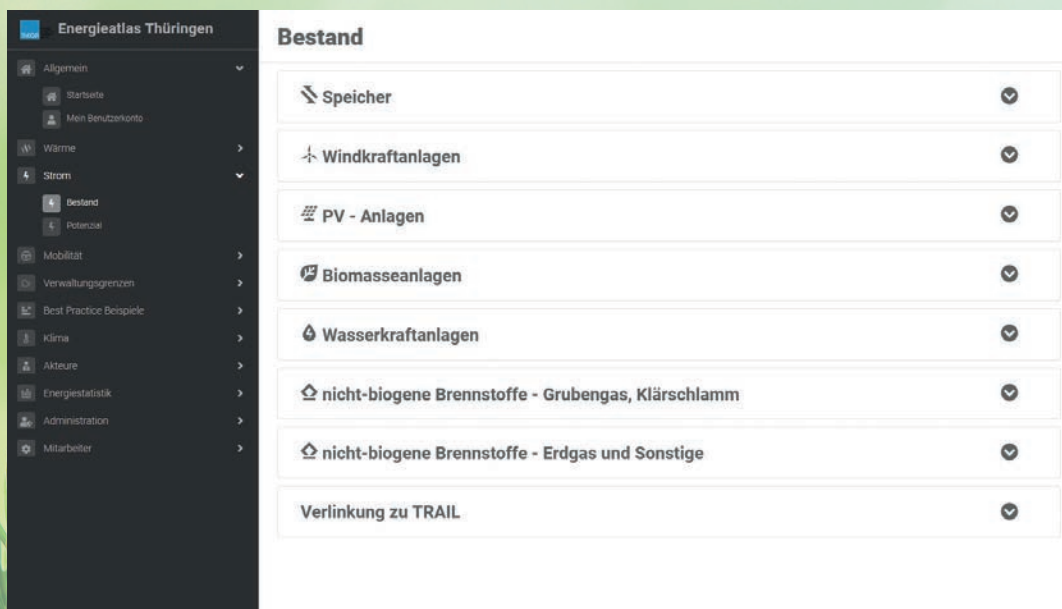 Energieatlas Thüringen
Allgemein
Startseite
Mein Benutzerkonto
Wärme
Strom
Bestand
Potenzial
Mobilität
Verwaltungsgrenzen
Best Practice Beispiele
Klima
Akteure
Energiestatistik
Administration
Mitarbeiter
Bestand
Speicher
Windkraftanlagen
PV - Anlagen
Biomasseanlagen
Wasserkraftanlagen
nicht-biogene Brennstoffe - Grubengas, Klärschlamm
nicht-biogene Brennstoffe - Erdgas und Sonstige
Verlinkung zu TRAIL